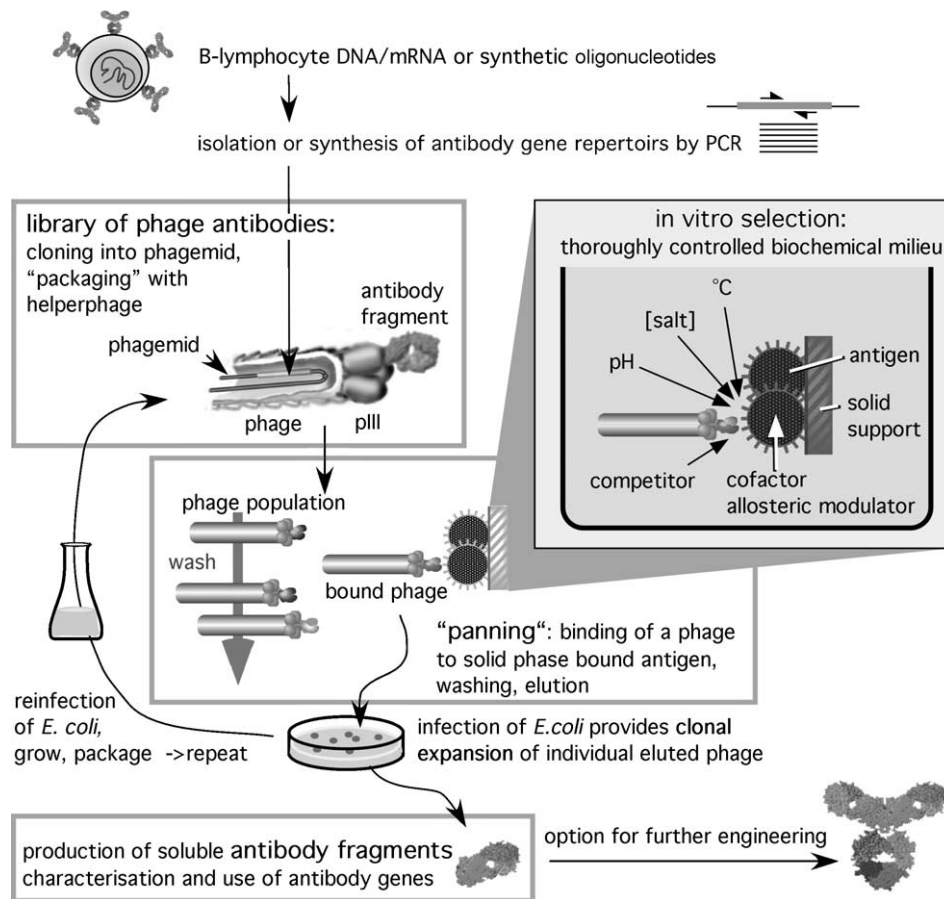 B-lymphocyte DNA/mRNA or synthetic oligonucleotides
isolation or synthesis of antibody gene repertoirs by PCR
library of phage antibodies:
cloning into phagemid,
“packaging” with
helperphage
antibody
fragment
phagemid
phage
pIII
in vitro selection:
thoroughly controlled biochemical milieu
°C
[salt]
pH
antigen
solid
support
competitor
cofactor
allosteric modulator
phage population
wash
bound phage
“panning“: binding of a phage
to solid phase bound antigen,
washing, elution
reinfection
of E. coli,
grow, package ->repeat
infection of E.coli provides clonal
expansion of individual eluted phage
production of soluble antibody fragments
characterisation and use of antibody genes
option for further engineering